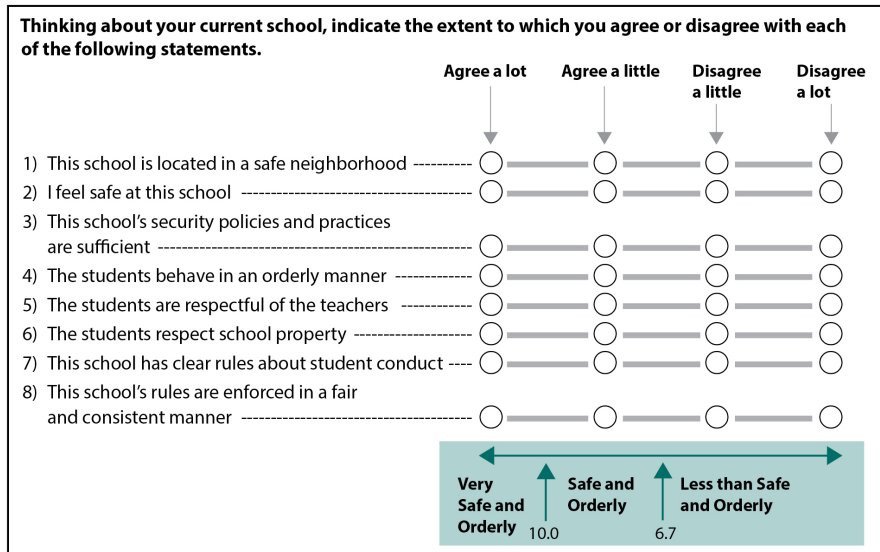 Thinking about your current school, indicate the extent to which you agree or disagree with each
of the following statements.
Agree a lot
Agree a little
Disagree
a little
Disagree
a lot
1) This school is located in a safe neighborhood ----------
2) I feel safe at this school ---------------------------------------
3) This school’s security policies and practices
are sufficient -----------------------------------------------------
4) The students behave in an orderly manner -------------
5) The students are respectful of the teachers ------------
6) The students respect school property --------------------
7) This school has clear rules about student conduct ----
8) This school’s rules are enforced in a fair
and consistent manner ---------------------------------------
Very
Safe and
Orderly
10.0
Safe and
Orderly
6.7
Less than Safe
and Orderly